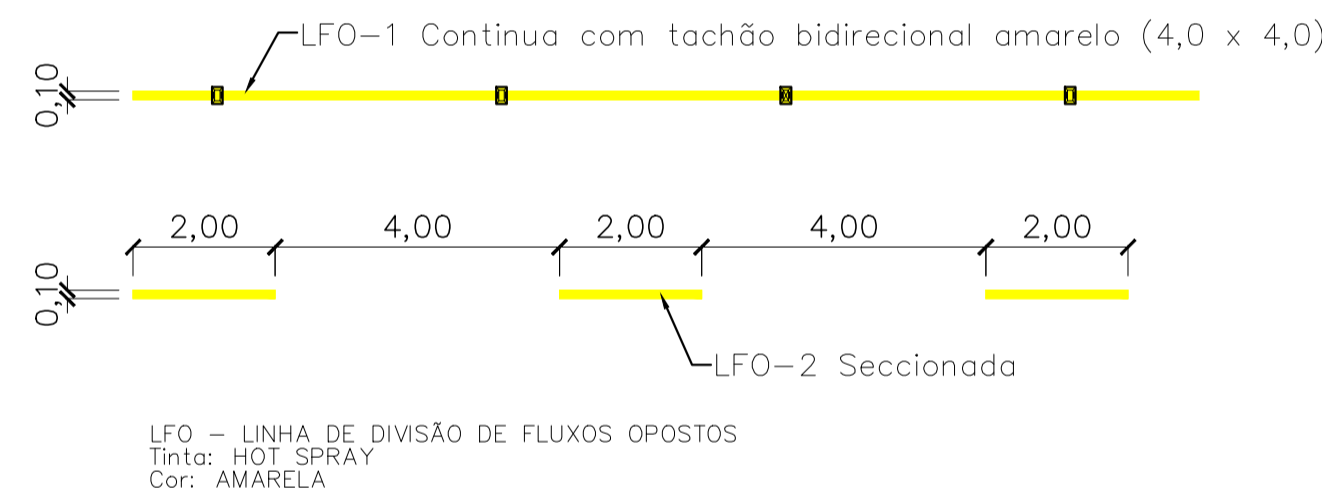 LFO-1 Continua com tachão bidirecional amarelo (4,0 x 4,0)
0,10
2,00 4,00 2,00 4,00 2,00
0,10
LFO-2 Seccionada
LFO - LINHA DE DIVISÃO DE FLUXOS OPOSTOS
Tinta: HOT SPRAY
Cor: AMARELA